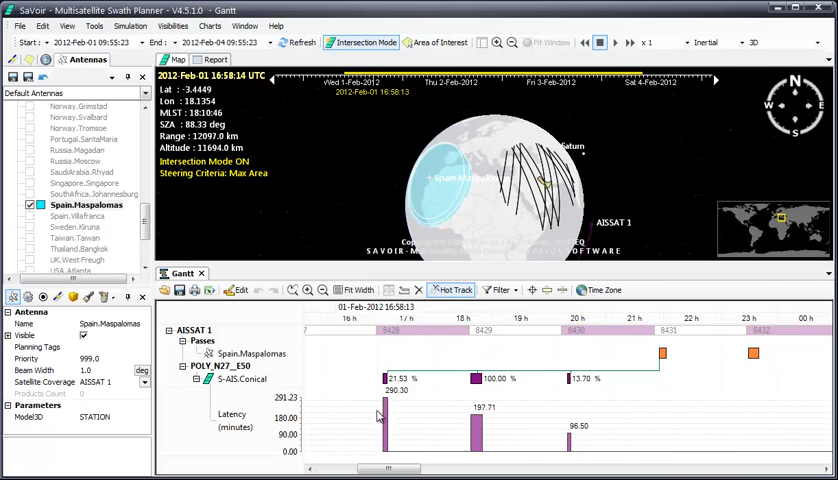 SaVoir - Multisatellite Swath Planner - V4.5.1.0 - Gantt
File Edit View Tools Simulation Visibilities Charts Window Help
Start : 2012-Feb-01 09:55:23 End : 2012-Feb-04 09:55:23 Refresh Intersection Mode Area of Interest Fit Window x 1 Inertial 3D
Antennas
Map Report
Default Antennas
Norway.Grimstad
Norway.Svalbard
Norway.Tromsoe
Portugal.SantaMaria
Russia.Magadan
Russia.Moscow
SaudiArabia.Rhyad
Singapore.Singapore
SouthAfrica.Johannesburg
Spain.Maspalomas
Spain.Villafranca
Sweden.Kiruna
Taiwan.Taiwan
Thailand.Bangkok
UK.West Freugh
USA.Atlanta
2012-Feb-01 16:58:14 UTC
Lat : -3.4449
Lon : 18.1354
MLST : 18:10:46
SZA : 88.33 deg
Range : 12097.0 km
Altitude : 11694.0 km
Intersection Mode ON
Steering Criteria: Max Area
Wed 1-Feb-2012 Thu 2-Feb-2012 Fri 3-Feb-2012 Sat 4-Feb-2012
2012-Feb-01 16:58:13
N
W E
S
Saturn
AISSAT 1
Gantt
Edit Fit Width Hot Track Filter Time Zone
01-Feb-2012 16:58:13
16 h 17 h 18 h 19 h 20 h 21 h 22 h 23 h 00 h
AISSAT 1
7 8428 8429 8430 8431 8432
Passes
Spain.Maspalomas
POLY_N27__E50
S-AIS.Conical
21.53 % 100.00 % 13.70 %
Latency
(minutes)
291.23
180.00
90.00
0.00
290.30
197.71
96.50
Antenna
Name Spain.Maspalomas
Visible
Planning Tags
Priority 999.0
Beam Width 1.0 deg
Satellite Coverage AISSAT 1
Products Count 0
Parameters
Model3D STATION